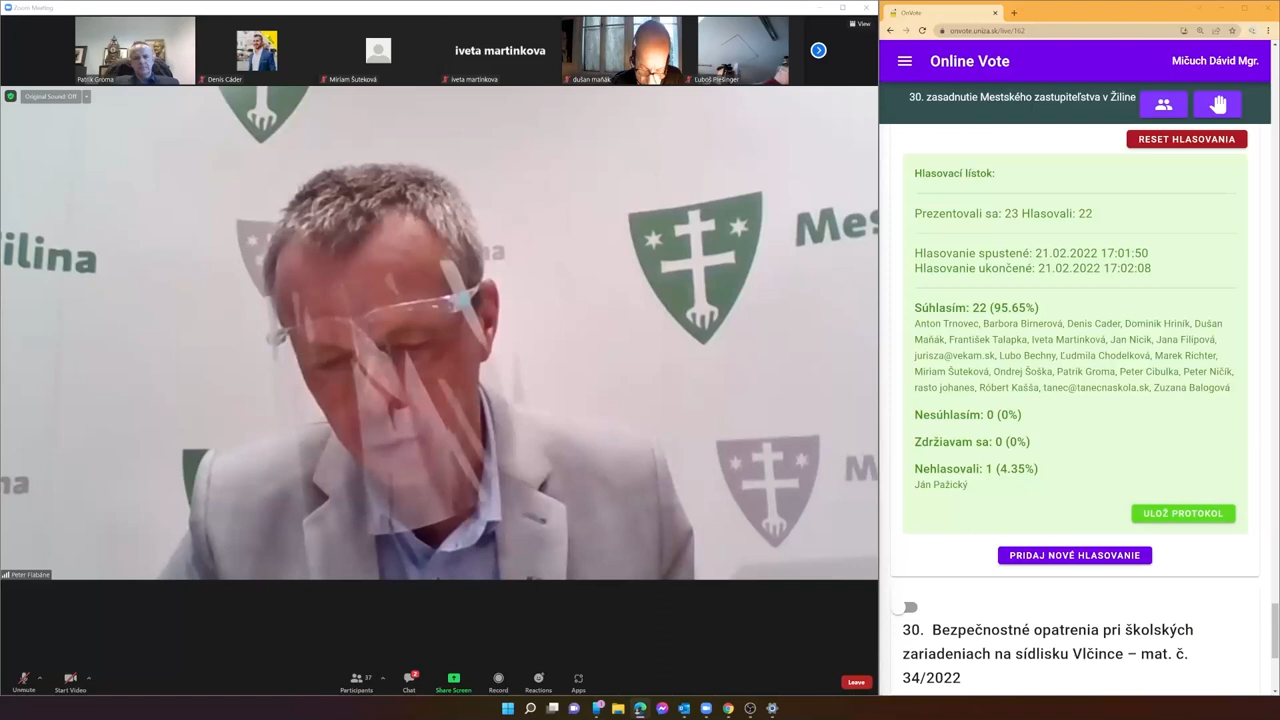 Zoom Meeting
View
iveta martinkova
Patrik Groma
Denis Cáder
Miriam Šuteková
iveta martinkova
dušan maňák
Ľuboš Plešinger
Original Sound: Off
ilina
Mes
na
M
Peter Fiabáne
Unmute
Start Video
37
Participants
2
Chat
Share Screen
Record
Reactions
Apps
Leave
OnVote
onvote.uniza.sk/live/162
Online Vote
Mičuch Dávid Mgr.
30. zasadnutie Mestského zastupiteľstva v Žiline
RESET HLASOVANIA
Hlasovací lístok:
Prezentovali sa: 23 Hlasovali: 22
Hlasovanie spustené: 21.02.2022 17:01:50
Hlasovanie ukončené: 21.02.2022 17:02:08
Súhlasím: 22 (95.65%)
Anton Trnovec, Barbora Birnerová, Denis Cader, Dominik Hriník, Dušan
Maňák, František Talapka, Iveta Martinková, Jan Nicik, Jana Filipová,
jurisza@vekam.sk, Lubo Bechny, Ľudmila Chodelková, Marek Richter,
Miriam Šuteková, Ondrej Šoška, Patrik Groma, Peter Cibulka, Peter Ničík,
rasto johanes, Róbert Kašša, tanec@tanecnaskola.sk, Zuzana Balogová
Nesúhlasím: 0 (0%)
Zdržiavam sa: 0 (0%)
Nehlasovali: 1 (4.35%)
Ján Pažický
ULOŽ PROTOKOL
PRIDAJ NOVÉ HLASOVANIE
30. Bezpečnostné opatrenia pri školských
zariadeniach na sídlisku Vlčince – mat. č.
34/2022